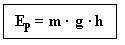 Eₚ = m · g · h